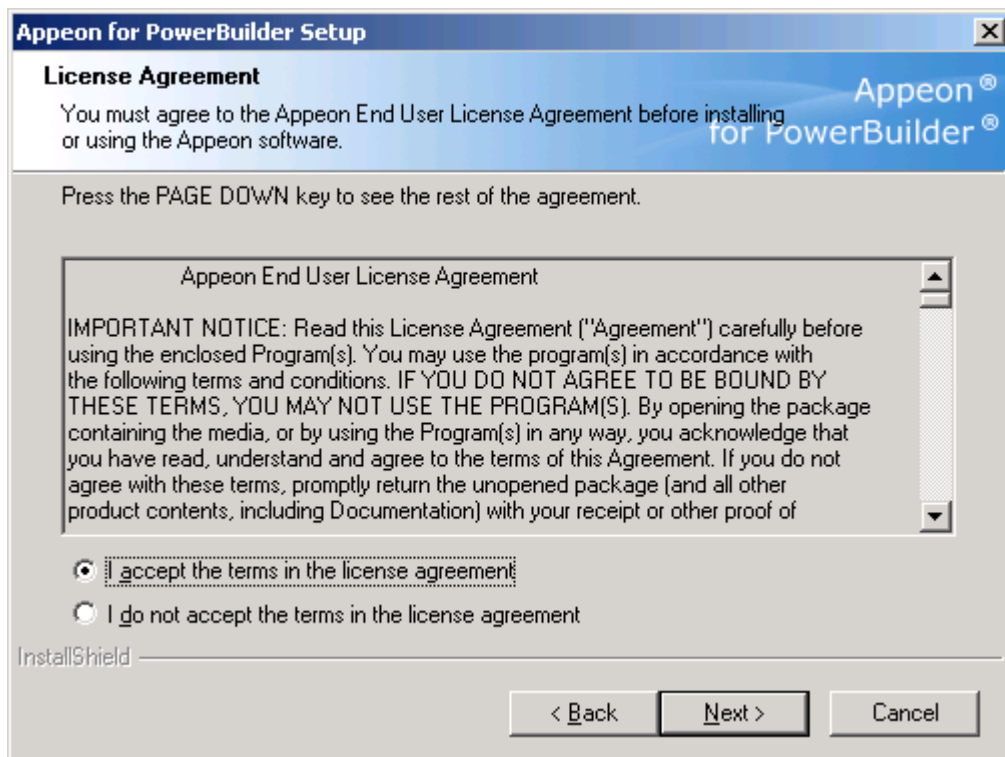 Appeon for PowerBuilder Setup
License Agreement
You must agree to the Appeon End User License Agreement before installing
or using the Appeon software.
Appeon®
for PowerBuilder®
Press the PAGE DOWN key to see the rest of the agreement.
Appeon End User License Agreement
IMPORTANT NOTICE: Read this License Agreement ("Agreement") carefully before
using the enclosed Program(s). You may use the program(s) in accordance with
the following terms and conditions. IF YOU DO NOT AGREE TO BE BOUND BY
THESE TERMS, YOU MAY NOT USE THE PROGRAM(S). By opening the package
containing the media, or by using the Program(s) in any way, you acknowledge that
you have read, understand and agree to the terms of this Agreement. If you do not
agree with these terms, promptly return the unopened package (and all other
product contents, including Documentation) with your receipt or other proof of
I accept the terms in the license agreement
I do not accept the terms in the license agreement
InstallShield
< Back
Next >
Cancel